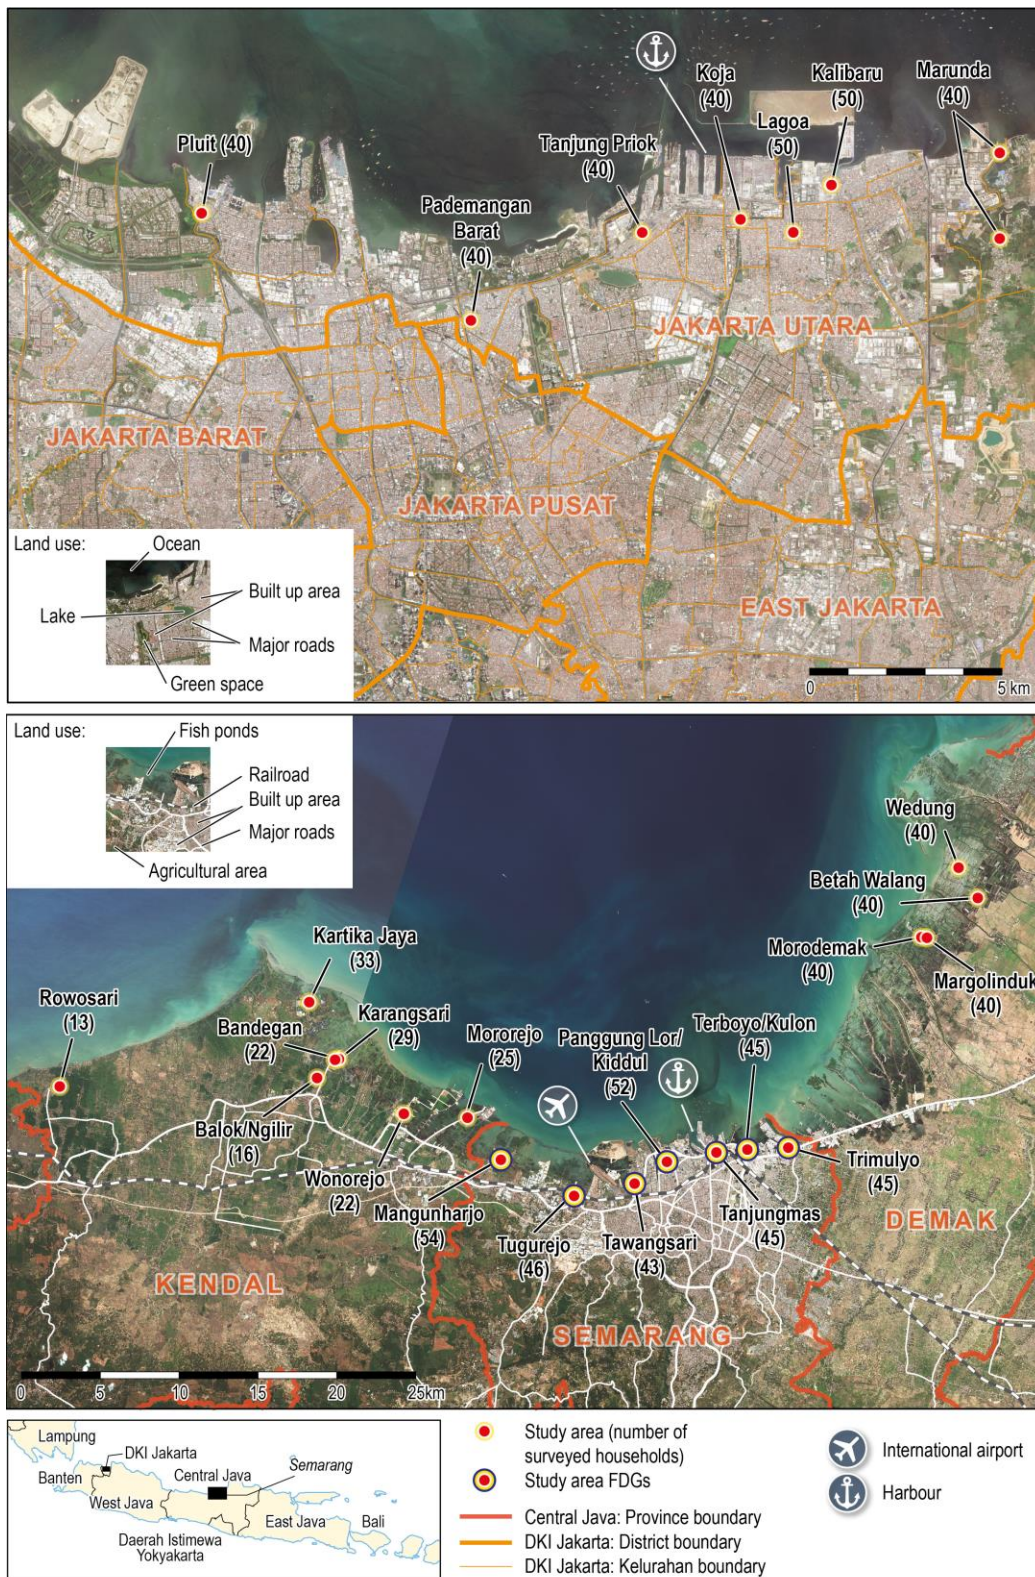 Pluit (40)
Pademangan
Barat
(40)
Tanjung Priok
(40)
Koja
(40)
Lagoa
(50)
Kalibaru
(50)
Marunda
(40)
JAKARTA UTARA
JAKARTA BARAT
JAKARTA PUSAT
EAST JAKARTA
Land use:
Ocean
Built up area
Lake
Major roads
Green space
0
5 km
Land use:
Fish ponds
Railroad
Built up area
Major roads
Agricultural area
Wedung
(40)
Betah Walang
(40)
Morodemak
(40)
Margolinduk
(40)
Kartika Jaya
(33)
Rowosari
(13)
Bandegan
(22)
Karangsari
(29)
Mororejo
(25)
Panggung Lor/
Kiddul
(52)
Terboyo/Kulon
(45)
Balok/Ngilir
(16)
Wonorejo
(22)
Mangunharjo
(54)
Tugurejo
(46)
Tawangsari
(43)
Tanjungmas
(45)
Trimulyo
(45)
DEMAK
KENDAL
SEMARANG
0 5 10 15 20 25km
Lampung
DKI Jakarta
Banten
West Java
Central Java
Semarang
East Java
Bali
Daerah Istimewa
Yokyakarta
Study area (number of
surveyed households)
Study area FDGs
Central Java: Province boundary
DKI Jakarta: District boundary
DKI Jakarta: Kelurahan boundary
International airport
Harbour